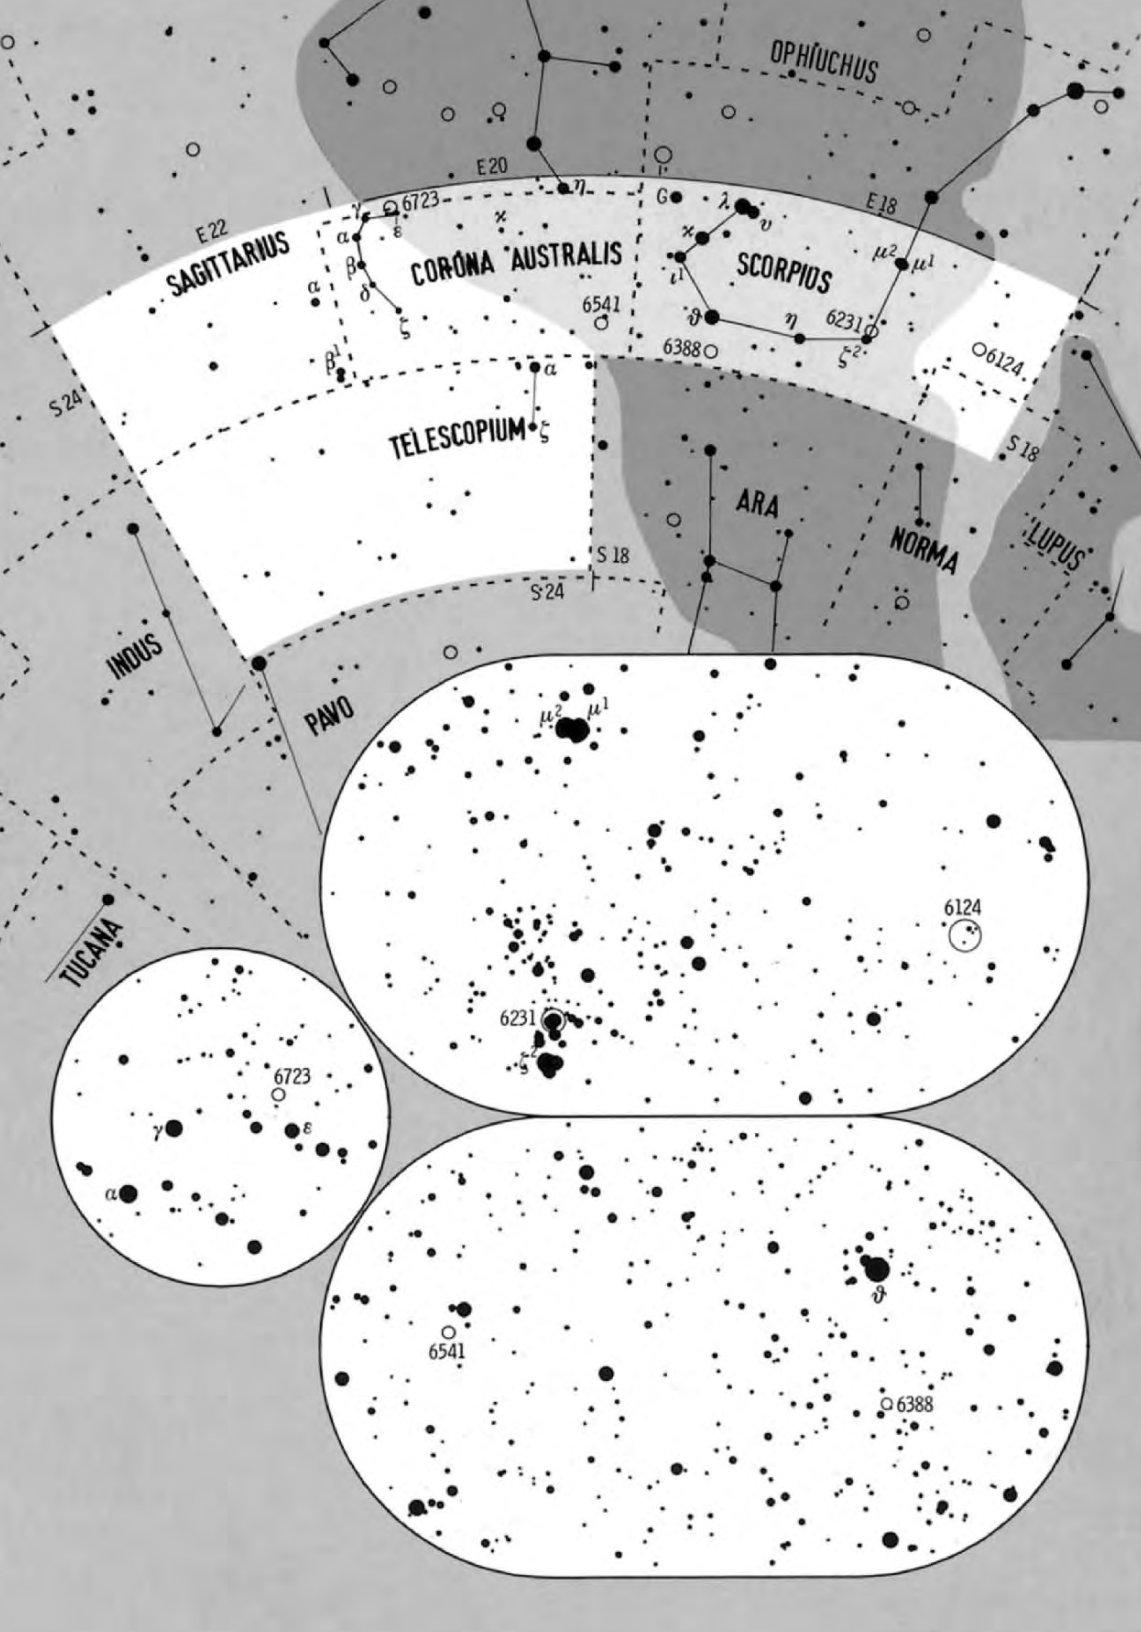 OPHIUCHUS
E 20
η
E 22
6723
γ
ε
ϰ
G
λ
υ
E 18
SAGITTARIUS
α
β
δ
ζ
CORONA AUSTRALIS
ϰ
ι¹
SCORPIOS
μ² μ¹
α
6541
ϑ
η
6231
ζ²
6388
6124
β¹
S 24
α
TELESCOPIUM
ζ
S 18
ARA
NORMA
LUPUS
S 18
S 24
INDUS
PAVO
μ² μ¹
TUCANA
6124
6231
ζ²
6723
γ
ε
α
ϑ
6541
6388